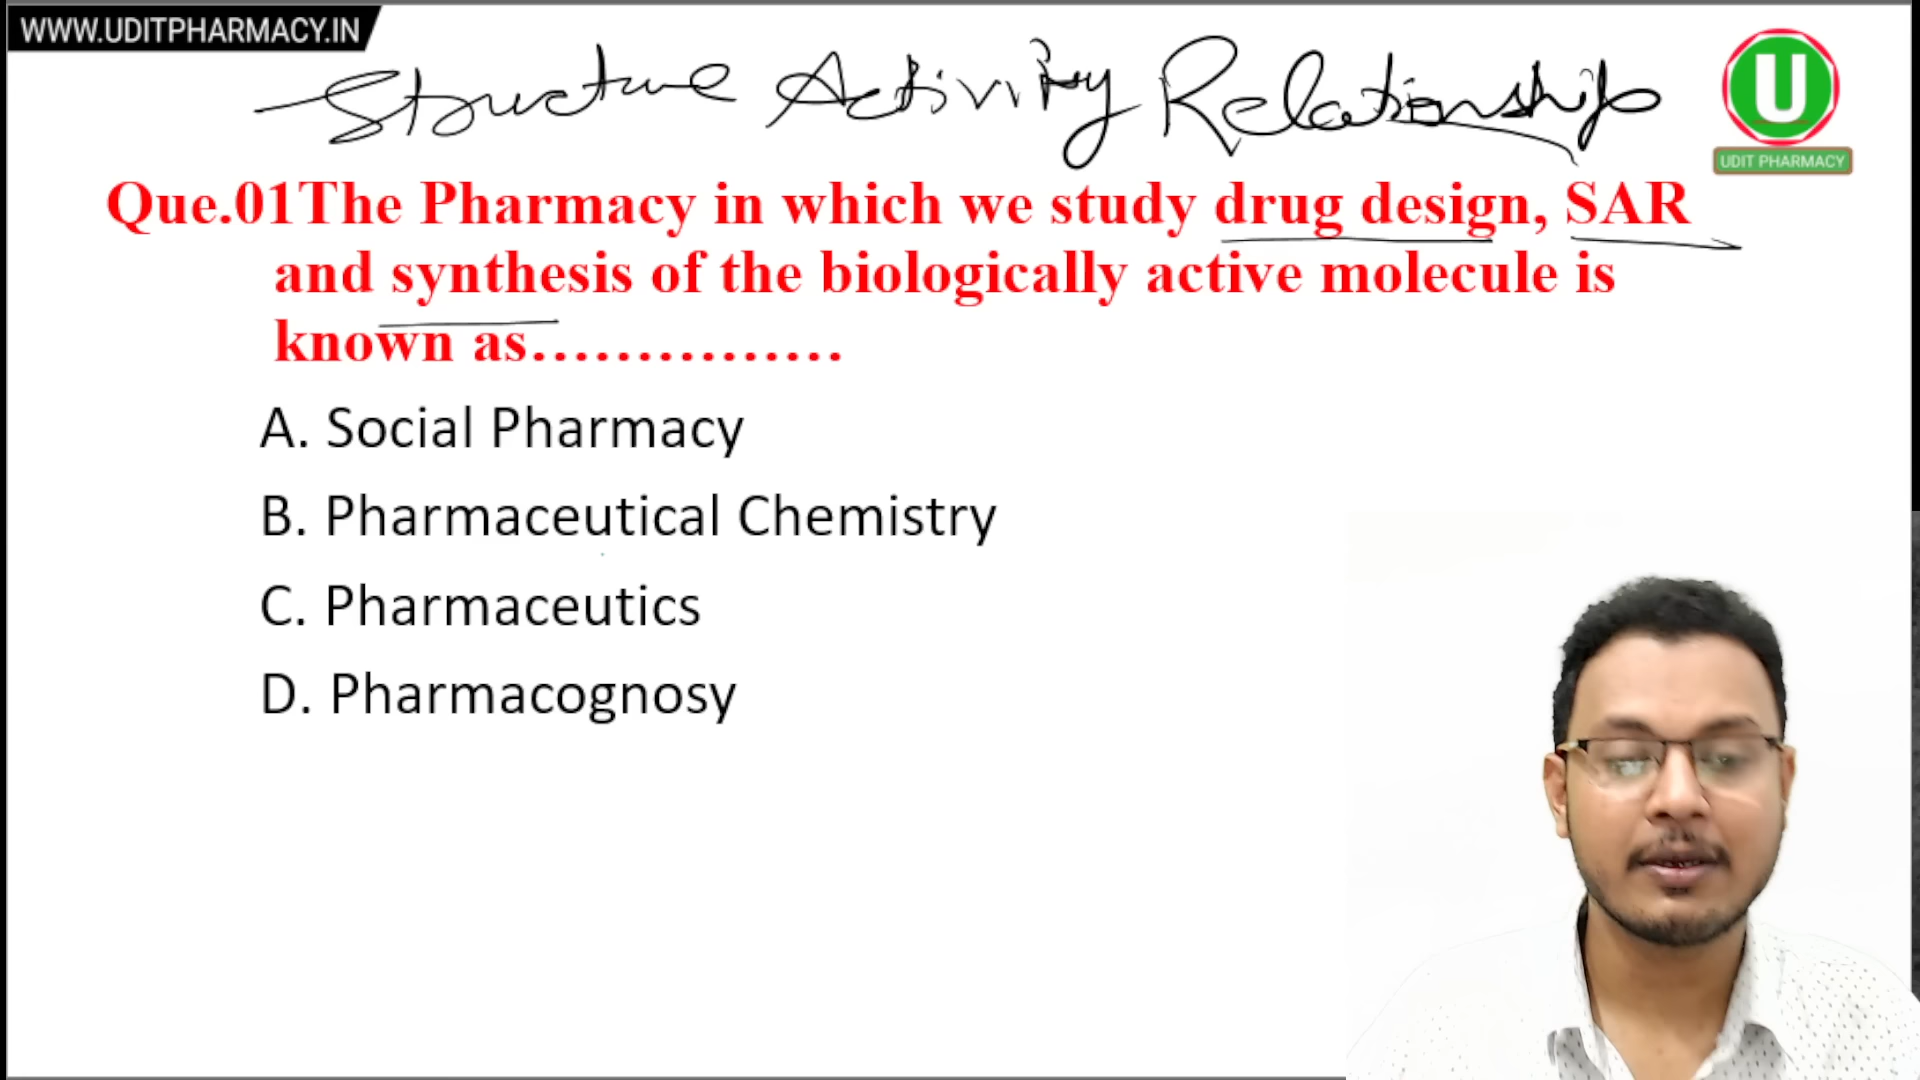 WWW.UDITPHARMACY.IN
Structure Activity Relationship
U
UDIT PHARMACY
Que.01The Pharmacy in which we study drug design, SAR
and synthesis of the biologically active molecule is
known as……………
A. Social Pharmacy
B. Pharmaceutical Chemistry
C. Pharmaceutics
D. Pharmacognosy